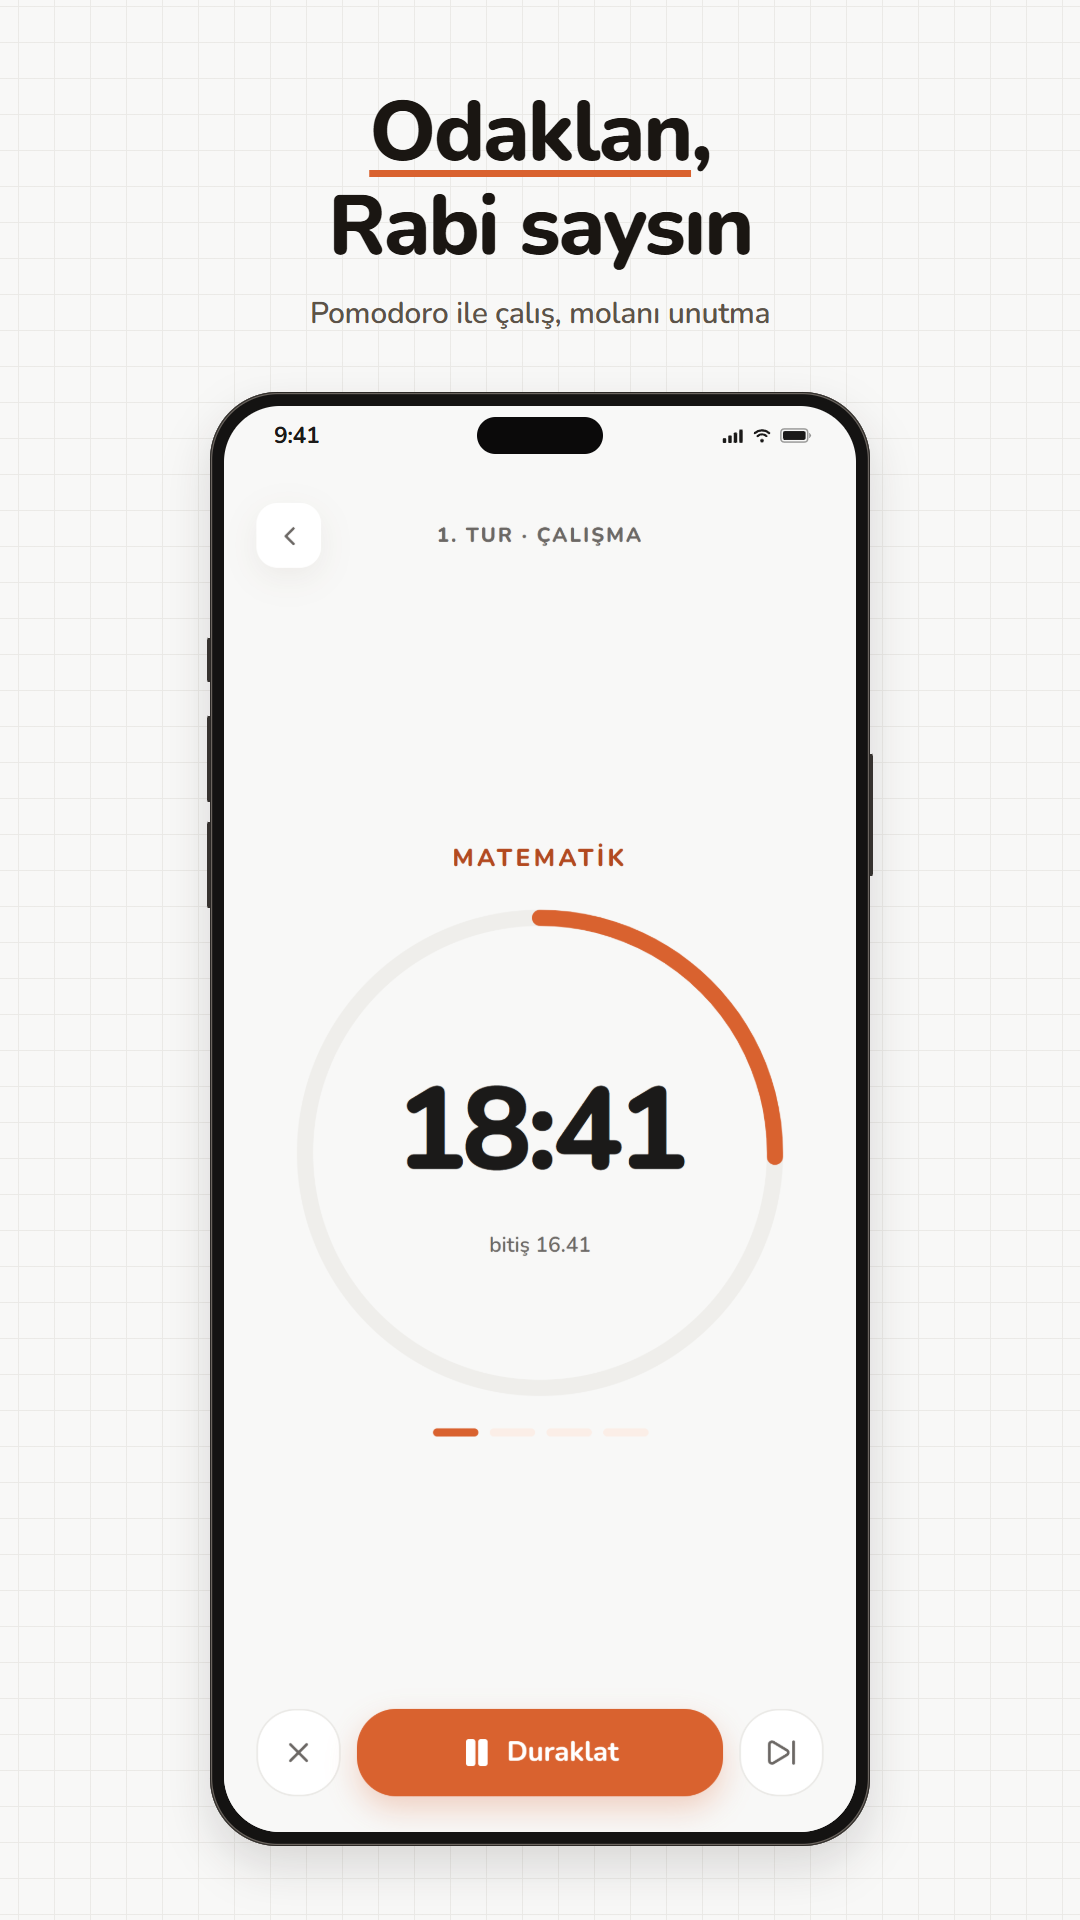 Odaklan,
Rabi saysın
Pomodoro ile çalış, molanı unutma
9:41
1. TUR · ÇALIŞMA
MATEMATİK
18:41
bitiş 16.41
Duraklat